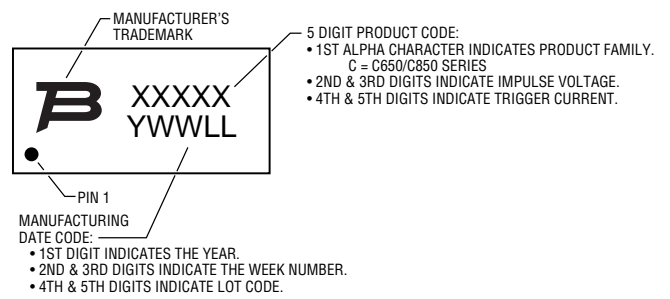 MANUFACTURER'S
TRADEMARK
5 DIGIT PRODUCT CODE:
• 1ST ALPHA CHARACTER INDICATES PRODUCT FAMILY.
C = C650/C850 SERIES
• 2ND & 3RD DIGITS INDICATE IMPULSE VOLTAGE.
• 4TH & 5TH DIGITS INDICATE TRIGGER CURRENT.
XXXXX
YWWLL
PIN 1
MANUFACTURING
DATE CODE:
• 1ST DIGIT INDICATES THE YEAR.
• 2ND & 3RD DIGITS INDICATE THE WEEK NUMBER.
• 4TH & 5TH DIGITS INDICATE LOT CODE.